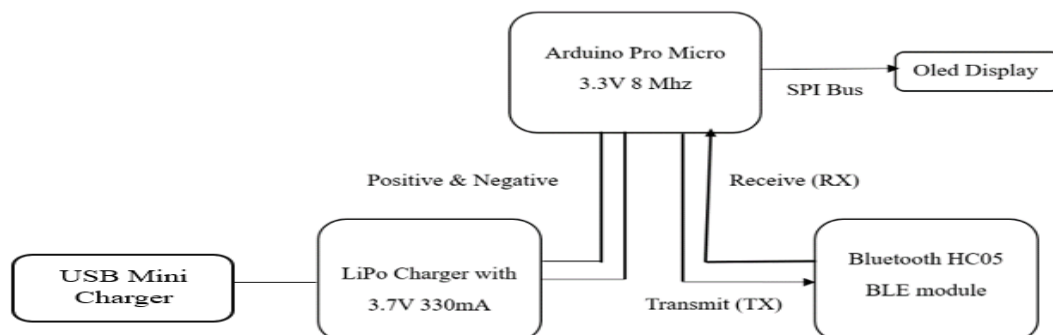 Arduino Pro Micro
3.3V 8 Mhz
SPI Bus
Oled Display
Positive & Negative
Receive (RX)
USB Mini
Charger
LiPo Charger with
3.7V 330mA
Transmit (TX)
Bluetooth HC05
BLE module